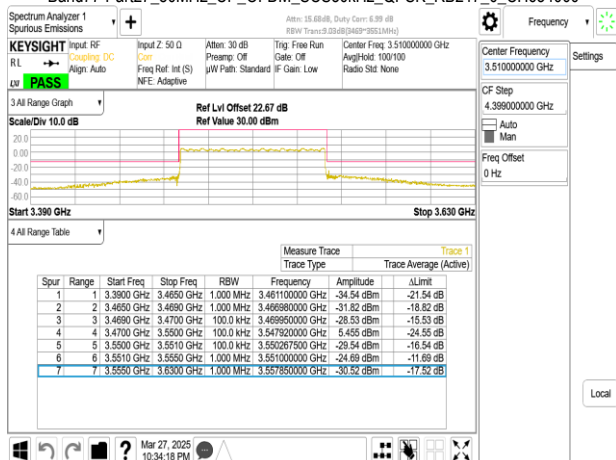 Spectrum Analyzer 1
Spurious Emissions
Attn: 15.68dB, Duty Corr: 6.99 dB
RBW Trans:9.03dB(3469~3551MHz)
Frequency
KEYSIGHT
Input: RF
Coupling: DC
Align: Auto
Input Z: 50 Ω
Corr
Freq Ref: Int (S)
NFE: Adaptive
Atten: 30 dB
Preamp: Off
µW Path: Standard
Trig: Free Run
Gate: Off
IF Gain: Low
Center Freq: 3.510000000 GHz
Avg|Hold: 100/100
Radio Std: None
RL
LXI
PASS
Center Frequency
3.510000000 GHz
Settings
CF Step
4.399000000 GHz
Auto
Man
Freq Offset
0 Hz
3 All Range Graph
Scale/Div 10.0 dB
Ref Lvl Offset 22.67 dB
Ref Value 30.00 dBm
20.0
0.00
-20.0
-40.0
-60.0
Start 3.390 GHz
Stop 3.630 GHz
4 All Range Table
Measure Trace Trace 1
Trace Type Trace Average (Active)
Spur Range Start Freq Stop Freq RBW Frequency Amplitude ΔLimit
1 1 3.3900 GHz 3.4650 GHz 1.000 MHz 3.461100000 GHz -34.54 dBm -21.54 dB
2 2 3.4650 GHz 3.4690 GHz 1.000 MHz 3.466980000 GHz -31.82 dBm -18.82 dB
3 3 3.4690 GHz 3.4700 GHz 100.0 kHz 3.469950000 GHz -28.53 dBm -15.53 dB
4 4 3.4700 GHz 3.5500 GHz 100.0 kHz 3.547920000 GHz 5.455 dBm -24.55 dB
5 5 3.5500 GHz 3.5510 GHz 100.0 kHz 3.550267500 GHz -29.54 dBm -16.54 dB
6 6 3.5510 GHz 3.5550 GHz 1.000 MHz 3.551000000 GHz -24.69 dBm -11.69 dB
7 7 3.5550 GHz 3.6300 GHz 1.000 MHz 3.557850000 GHz -30.52 dBm -17.52 dB
Local
Mar 27, 2025
10:34:18 PM